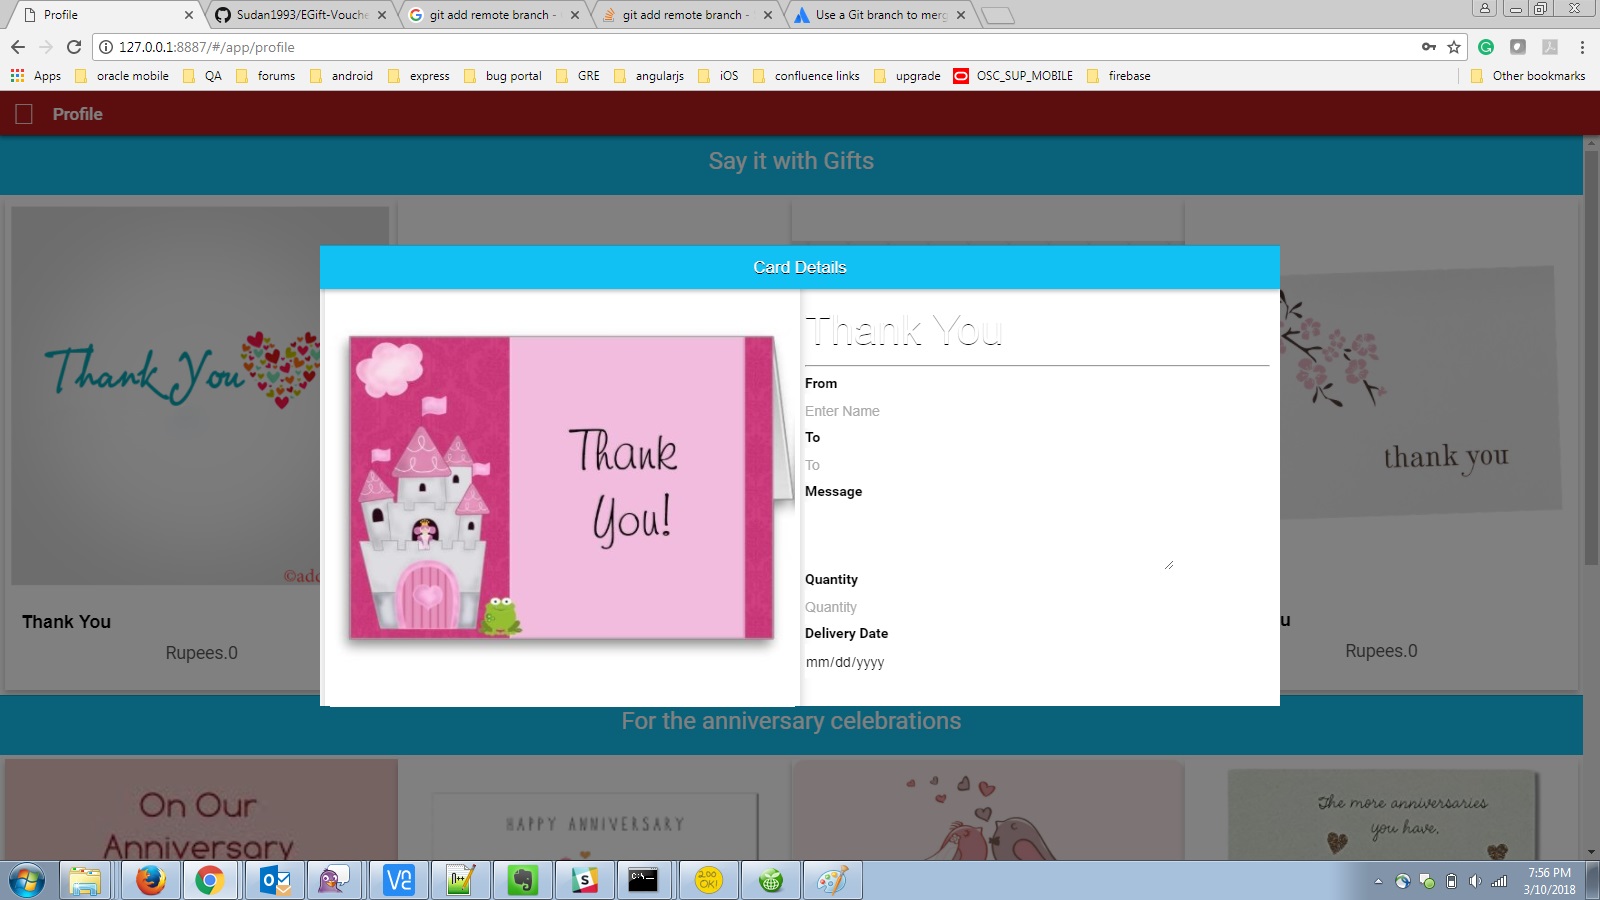 Profile
Sudan1993/EGift-Vouche
git add remote branch -
git add remote branch -
Use a Git branch to merg
127.0.0.1:8887/#/app/profile
Apps
oracle mobile
QA
forums
android
express
bug portal
GRE
angularjs
iOS
confluence links
upgrade
OSC_SUP_MOBILE
firebase
Other bookmarks
Profile
Say it with Gifts
Thank You
Thank You
Rupees.0
Card Details
Thank
You!
Thank You
From
Enter Name
To
To
Message
Quantity
Quantity
Delivery Date
mm/dd/yyyy
thank you
u
Rupees.0
For the anniversary celebrations
On Our
Anniversary
HAPPY ANNIVERSARY
The more anniversaries
you have.
200
OK!
7:56 PM
3/10/2018